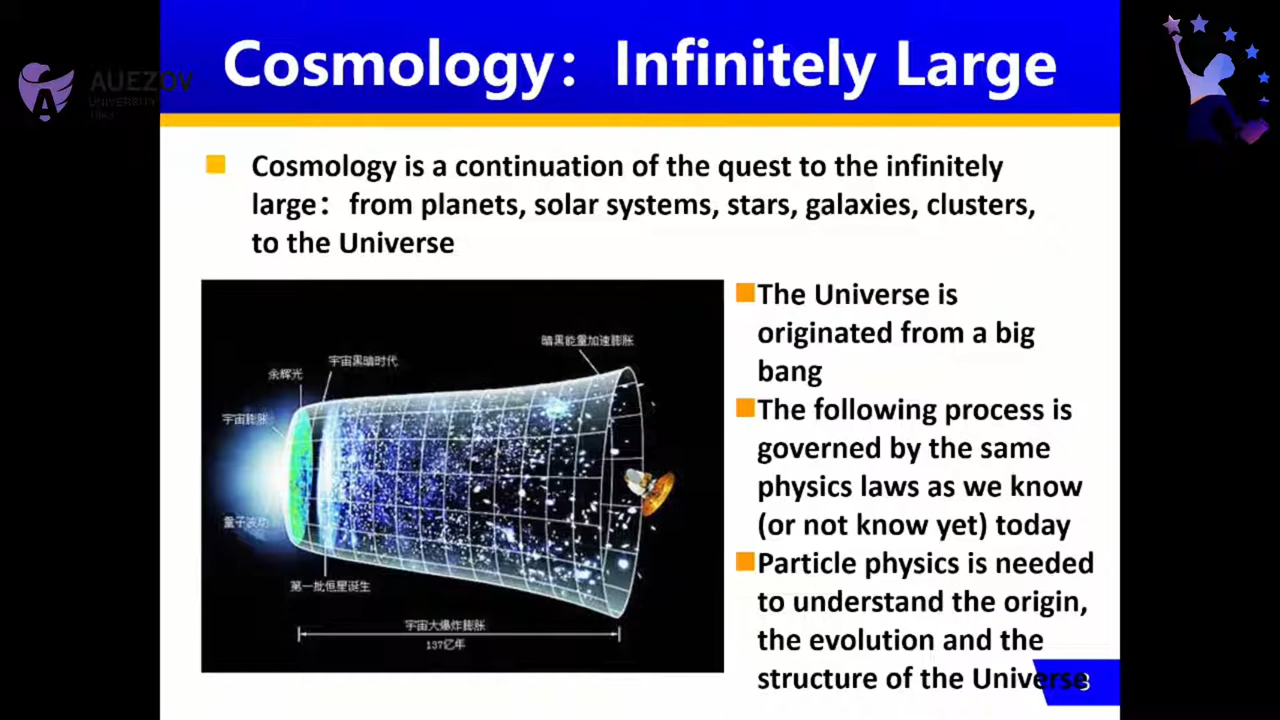 Cosmology: Infinitely Large
AUEZOV
UNIVERSITY
1943
Cosmology is a continuation of the quest to the infinitely
large: from planets, solar systems, stars, galaxies, clusters,
to the Universe
暗黑能量加速膨胀
宇宙黑暗时代
余辉光
宇宙膨胀
量子波动
第一批恒星诞生
宇宙大爆炸膨胀
137亿年
The Universe is
originated from a big
bang
The following process is
governed by the same
physics laws as we know
(or not know yet) today
Particle physics is needed
to understand the origin,
the evolution and the
structure of the Universe
3